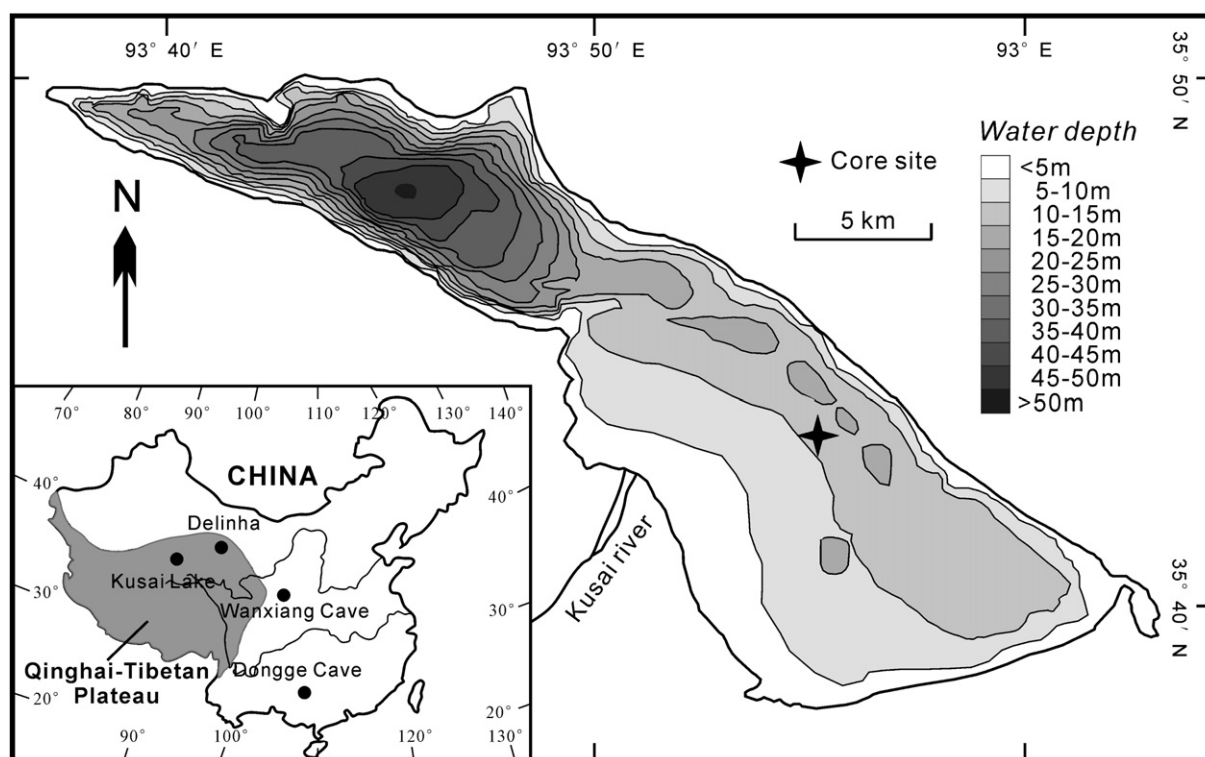 93° 40′ E
93° 50′ E
93° E
35° 50′ N
Water depth
<5m
5-10m
10-15m
15-20m
20-25m
25-30m
30-35m
35-40m
40-45m
45-50m
>50m
Core site
5 km
N
Kusai river
35° 40′ N
70°
80°
90°
100°
110°
120°
130°
140°
40°
40°
30°
30°
20°
20°
90°
100°
120°
130°
CHINA
Delinha
Kusai Lake
Wanxiang Cave
Qinghai-Tibetan
Plateau
Dongge Cave